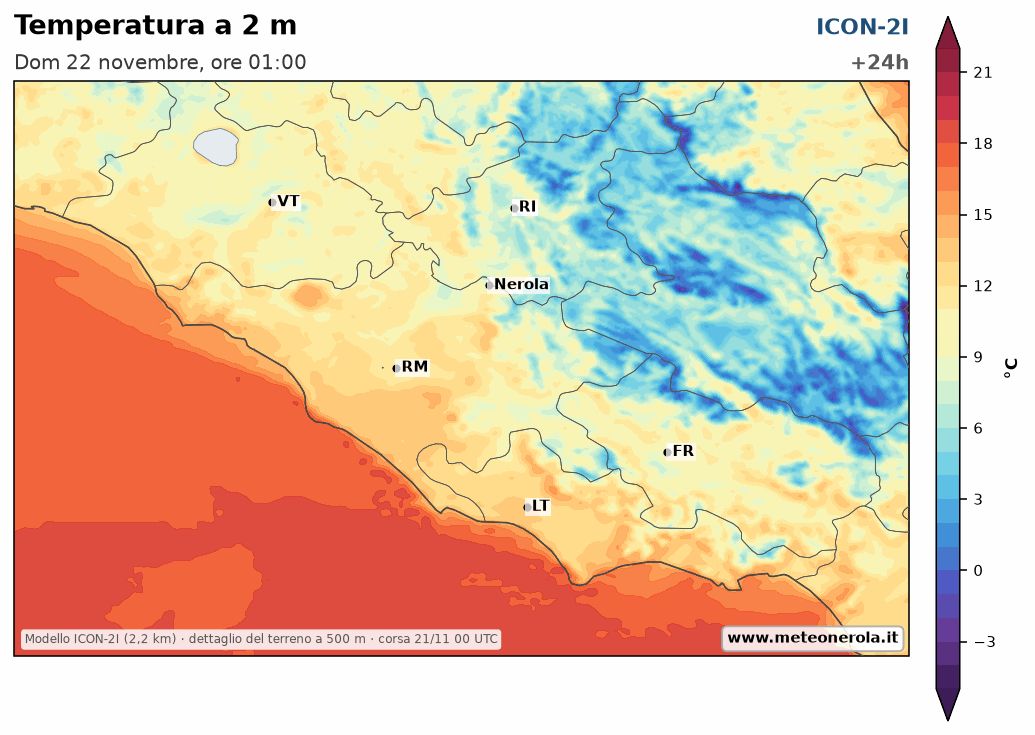 Temperatura a 2 m
ICON-2I
Dom 22 novembre, ore 01:00
+24h
21
18
15
12
9
6
3
0
−3
°C
VT
RI
Nerola
RM
FR
LT
Modello ICON-2I (2,2 km) · dettaglio del terreno a 500 m · corsa 21/11 00 UTC
www.meteonerola.it